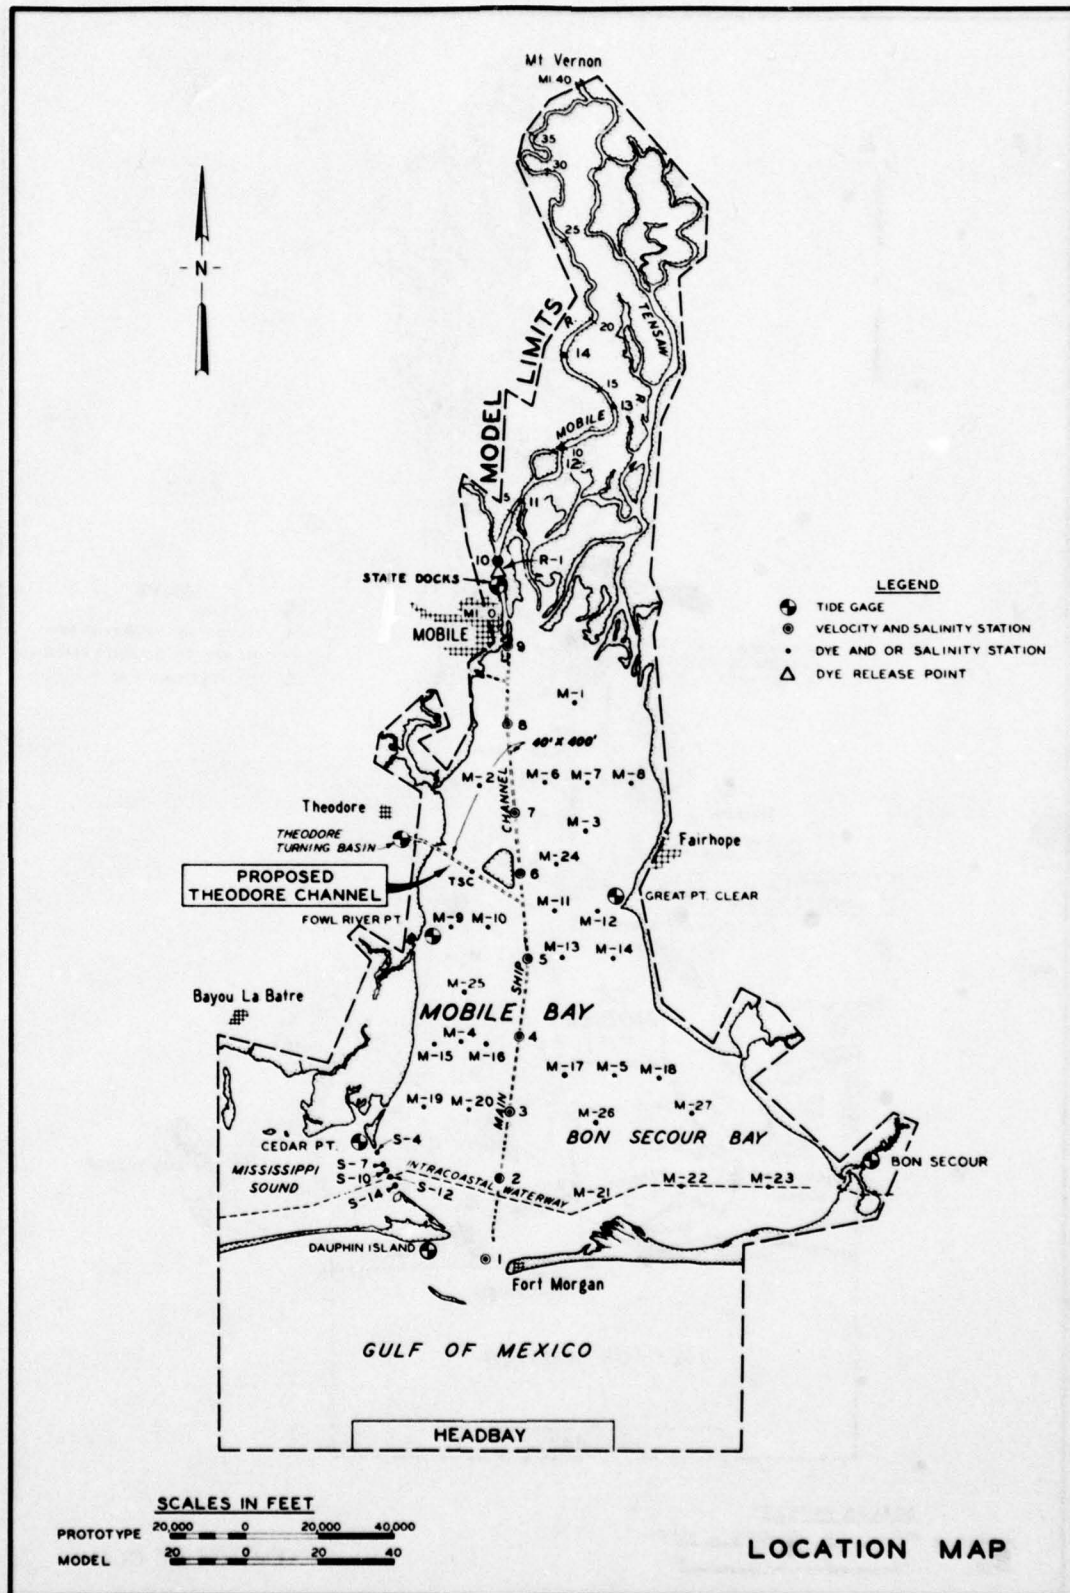 Mt Vernon
MI.40
35
30
25
- N -
TENSAW
R.
MODEL LIMITS
R.
20
14
15
13
MOBILE
10
12
5
11
10
R-1
STATE DOCKS
MI. 0
MOBILE
9
LEGEND
TIDE GAGE
VELOCITY AND SALINITY STATION
DYE AND OR SALINITY STATION
DYE RELEASE POINT
M-1
8
40' X 400'
M-2
M-6
M-7
M-8
CHANNEL
7
Theodore
M-3
THEODORE
TURNING BASIN
Fairhope
M-24
6
PROPOSED
THEODORE CHANNEL
TSC
GREAT PT. CLEAR
M-11
M-12
FOWL RIVER PT.
M-9
M-10
5
M-13
M-14
SHIP
M-25
Bayou La Batre
MOBILE BAY
M-4
4
M-15
M-16
M-17
M-5
M-18
MAIN
M-19
M-20
3
M-26
M-27
CEDAR PT.
S-4
BON SECOUR BAY
MISSISSIPPI
SOUND
S-7
S-10
S-14
S-12
INTRACOASTAL WATERWAY
2
M-21
M-22
M-23
BON SECOUR
DAUPHIN ISLAND
1
Fort Morgan
GULF OF MEXICO
HEADBAY
SCALES IN FEET
PROTOTYPE 20,000 0 20,000 40,000
MODEL 20 0 20 40
LOCATION MAP